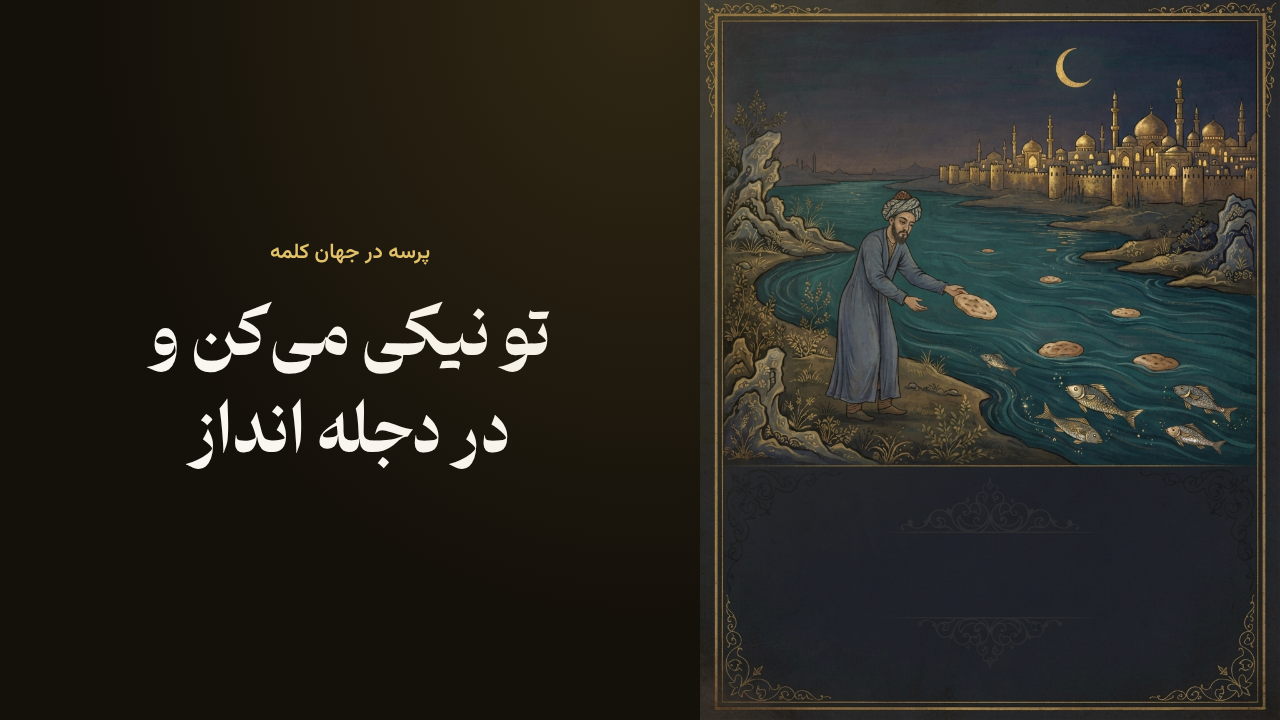 پرسه در جهان کلمه
تو نیکی می‌کن و
در دجله انداز